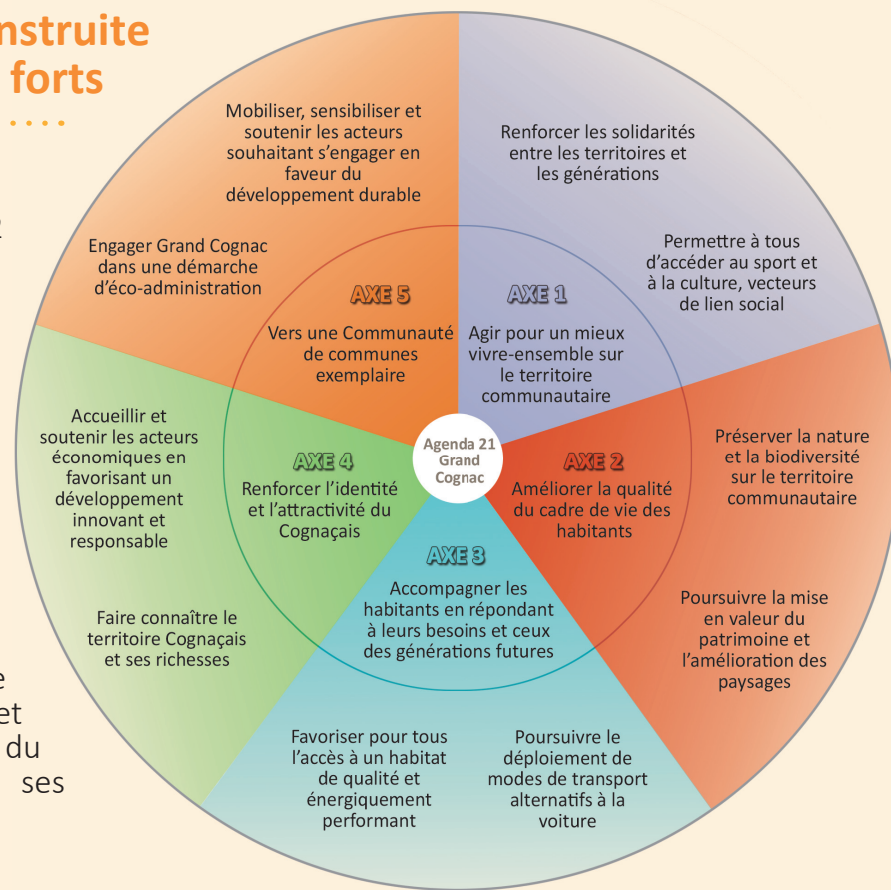 nstruite
forts
Mobiliser, sensibiliser et
soutenir les acteurs
souhaitant s'engager en
faveur du
développement durable
Engager Grand Cognac
dans une démarche
d'éco-administration
AXE 5
Vers une Communauté
de communes
exemplaire
Renforcer les solidarités
entre les territoires et
les générations
Permettre à tous
d'accéder au sport et
à la culture, vecteurs
de lien social
AXE 1
Agir pour un mieux
vivre-ensemble sur
le territoire
communautaire
Agenda 21
Grand
Cognac
AXE 2
Améliorer la qualité
du cadre de vie des
habitants
Préserver la nature
et la biodiversité
sur le territoire
communautaire
Poursuivre la mise
en valeur du
patrimoine et
l'amélioration des
paysages
AXE 3
Accompagner les
habitants en répondant
à leurs besoins et ceux
des générations futures
Favoriser pour tous
l'accès à un habitat
de qualité et
énergiquement
performant
Poursuivre le
déploiement de
modes de transport
alternatifs à la
voiture
AXE 4
Renforcer l'identité
et l'attractivité du
Cognaçais
Accueillir et
soutenir les acteurs
économiques en
favorisant un
développement
innovant et
responsable
Faire connaître le
territoire Cognaçais
et ses richesses
et
du
ses